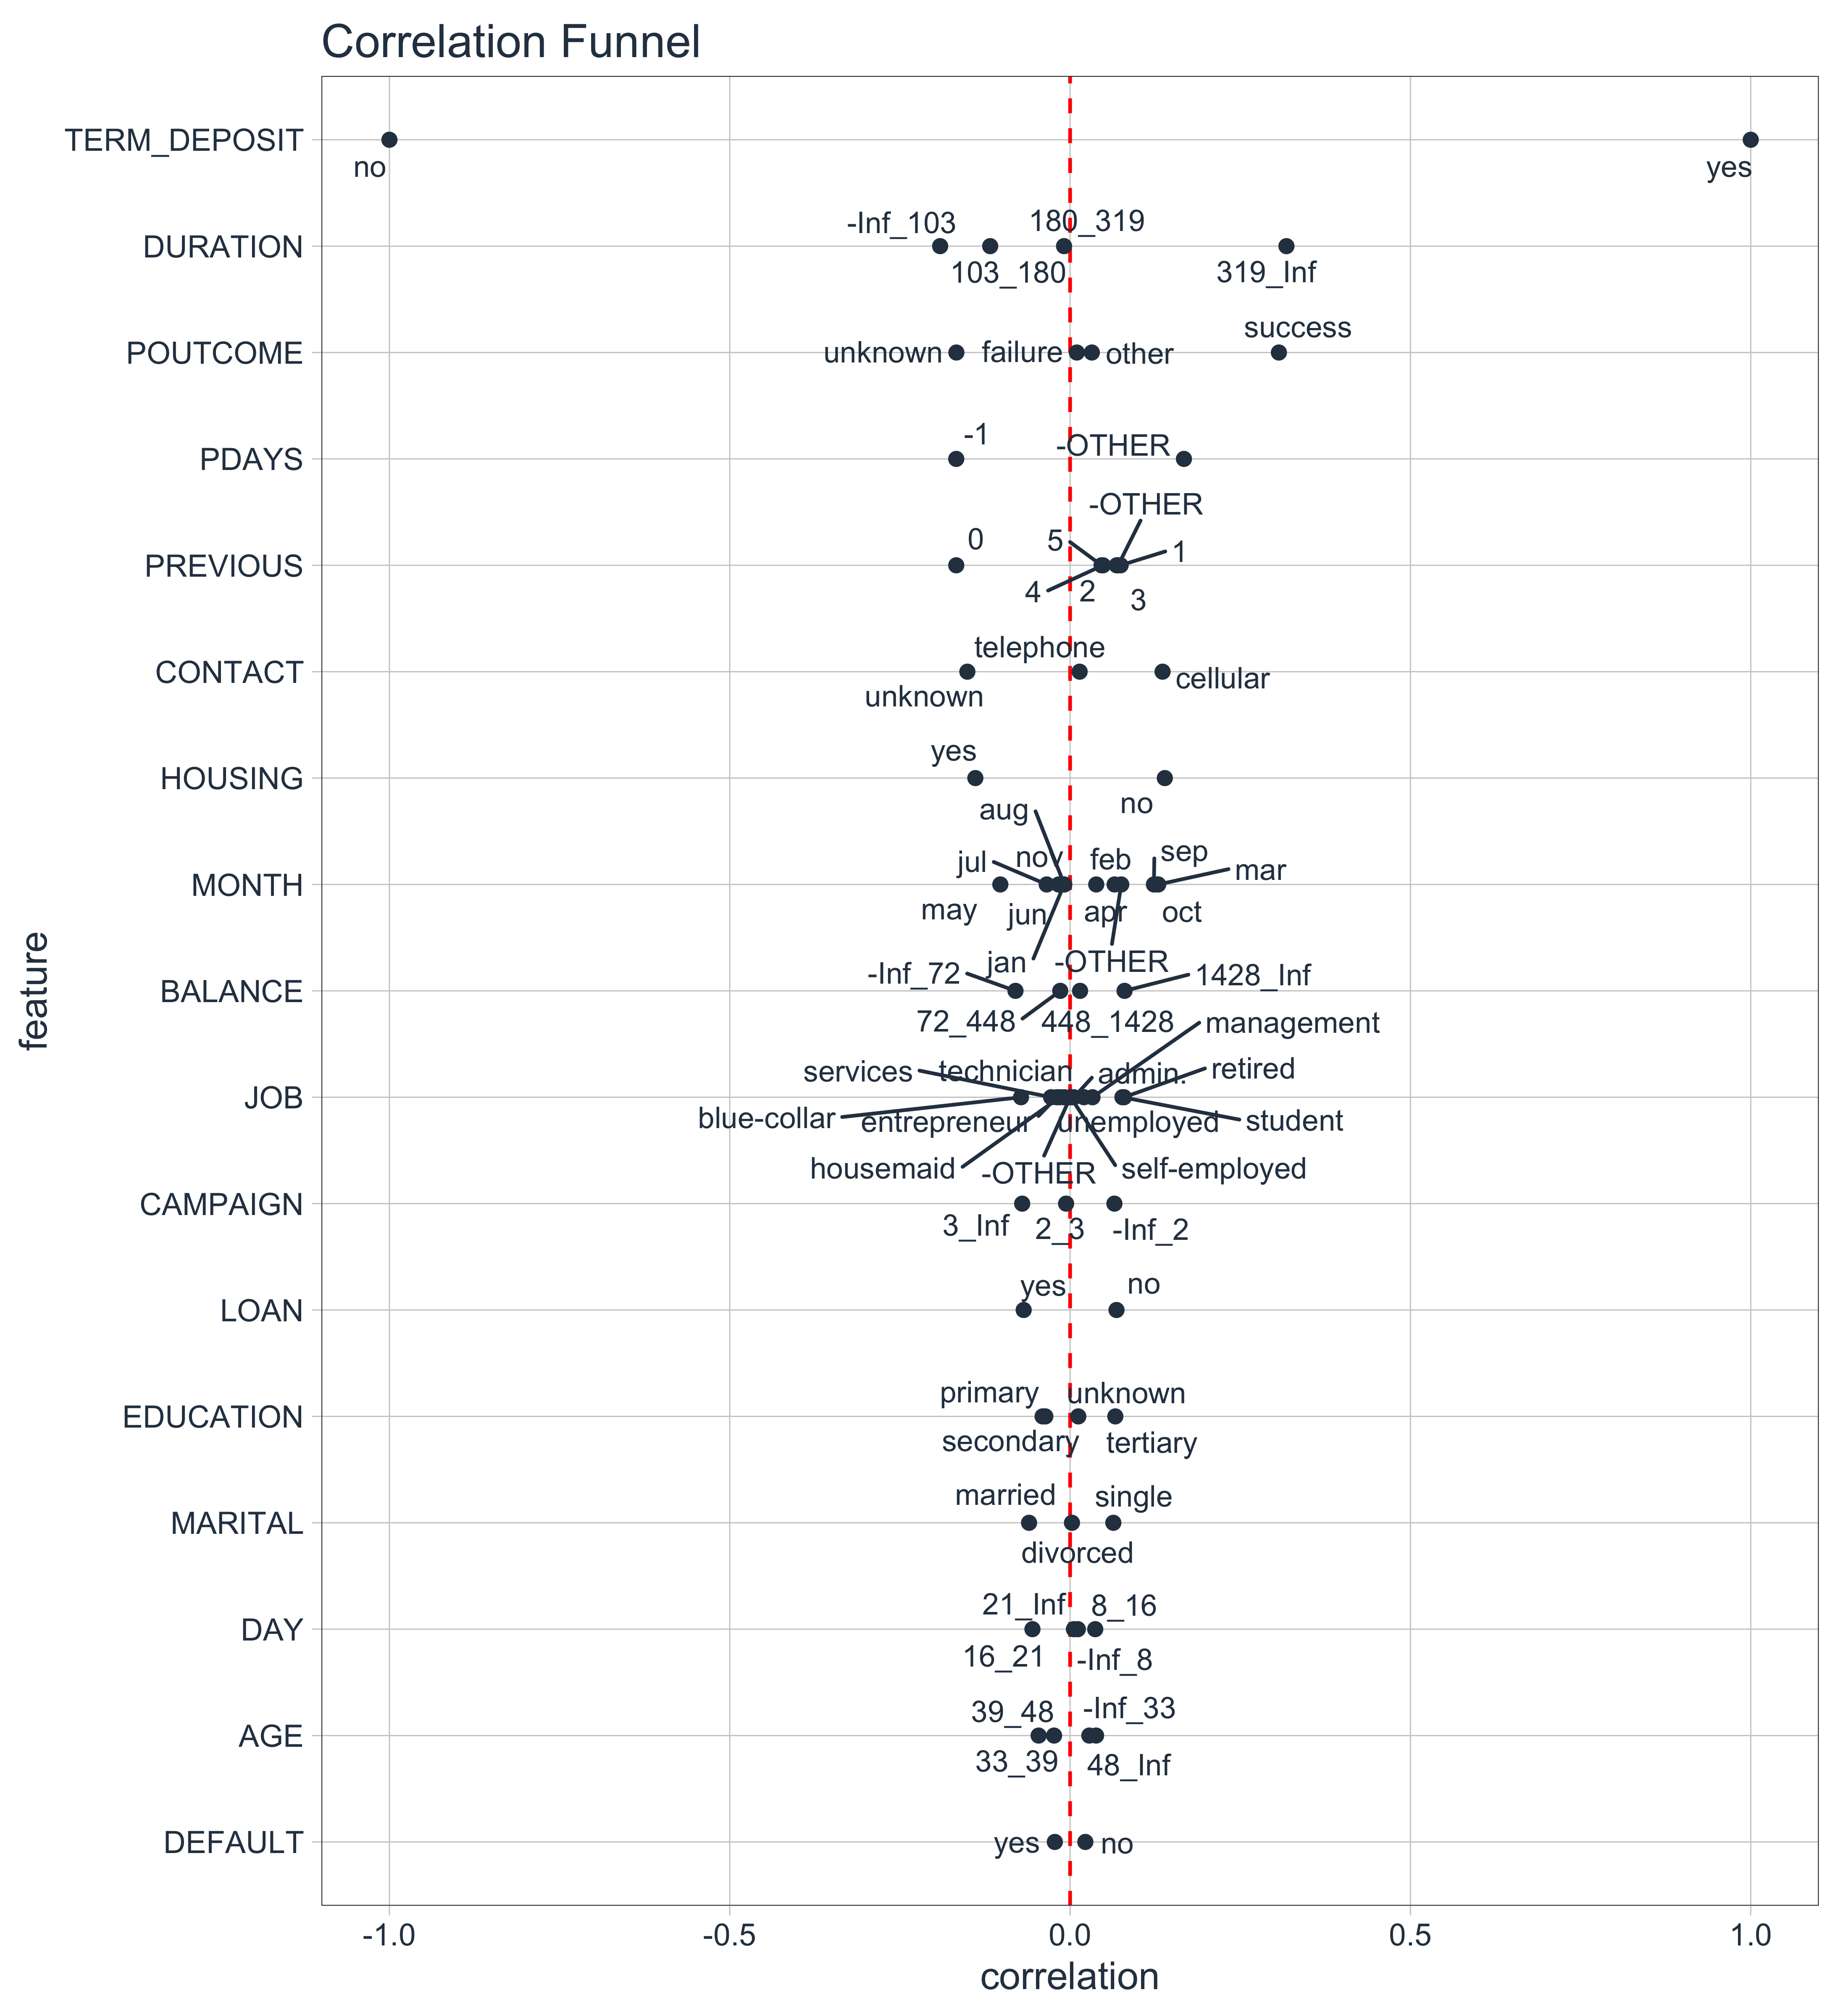 Correlation Funnel
TERM_DEPOSIT
no
yes
DURATION
-Inf_103
180_319
103_180
319_Inf
POUTCOME
unknown
failure
other
success
PDAYS
-1
-OTHER
PREVIOUS
-OTHER
0
5
1
4
2
3
CONTACT
telephone
unknown
cellular
HOUSING
yes
no
MONTH
aug
jul
nov
feb
sep
mar
may
jun
apr
oct
jan
-OTHER
BALANCE
-Inf_72
1428_Inf
72_448
448_1428
JOB
management
services
technician
admin.
retired
blue-collar
entrepreneur
unemployed
student
housemaid
-OTHER
self-employed
CAMPAIGN
3_Inf
2_3
-Inf_2
LOAN
yes
no
EDUCATION
primary
unknown
secondary
tertiary
MARITAL
married
single
divorced
DAY
21_Inf
8_16
16_21
-Inf_8
AGE
39_48
-Inf_33
33_39
48_Inf
DEFAULT
yes
no
feature
-1.0
-0.5
0.0
0.5
1.0
correlation